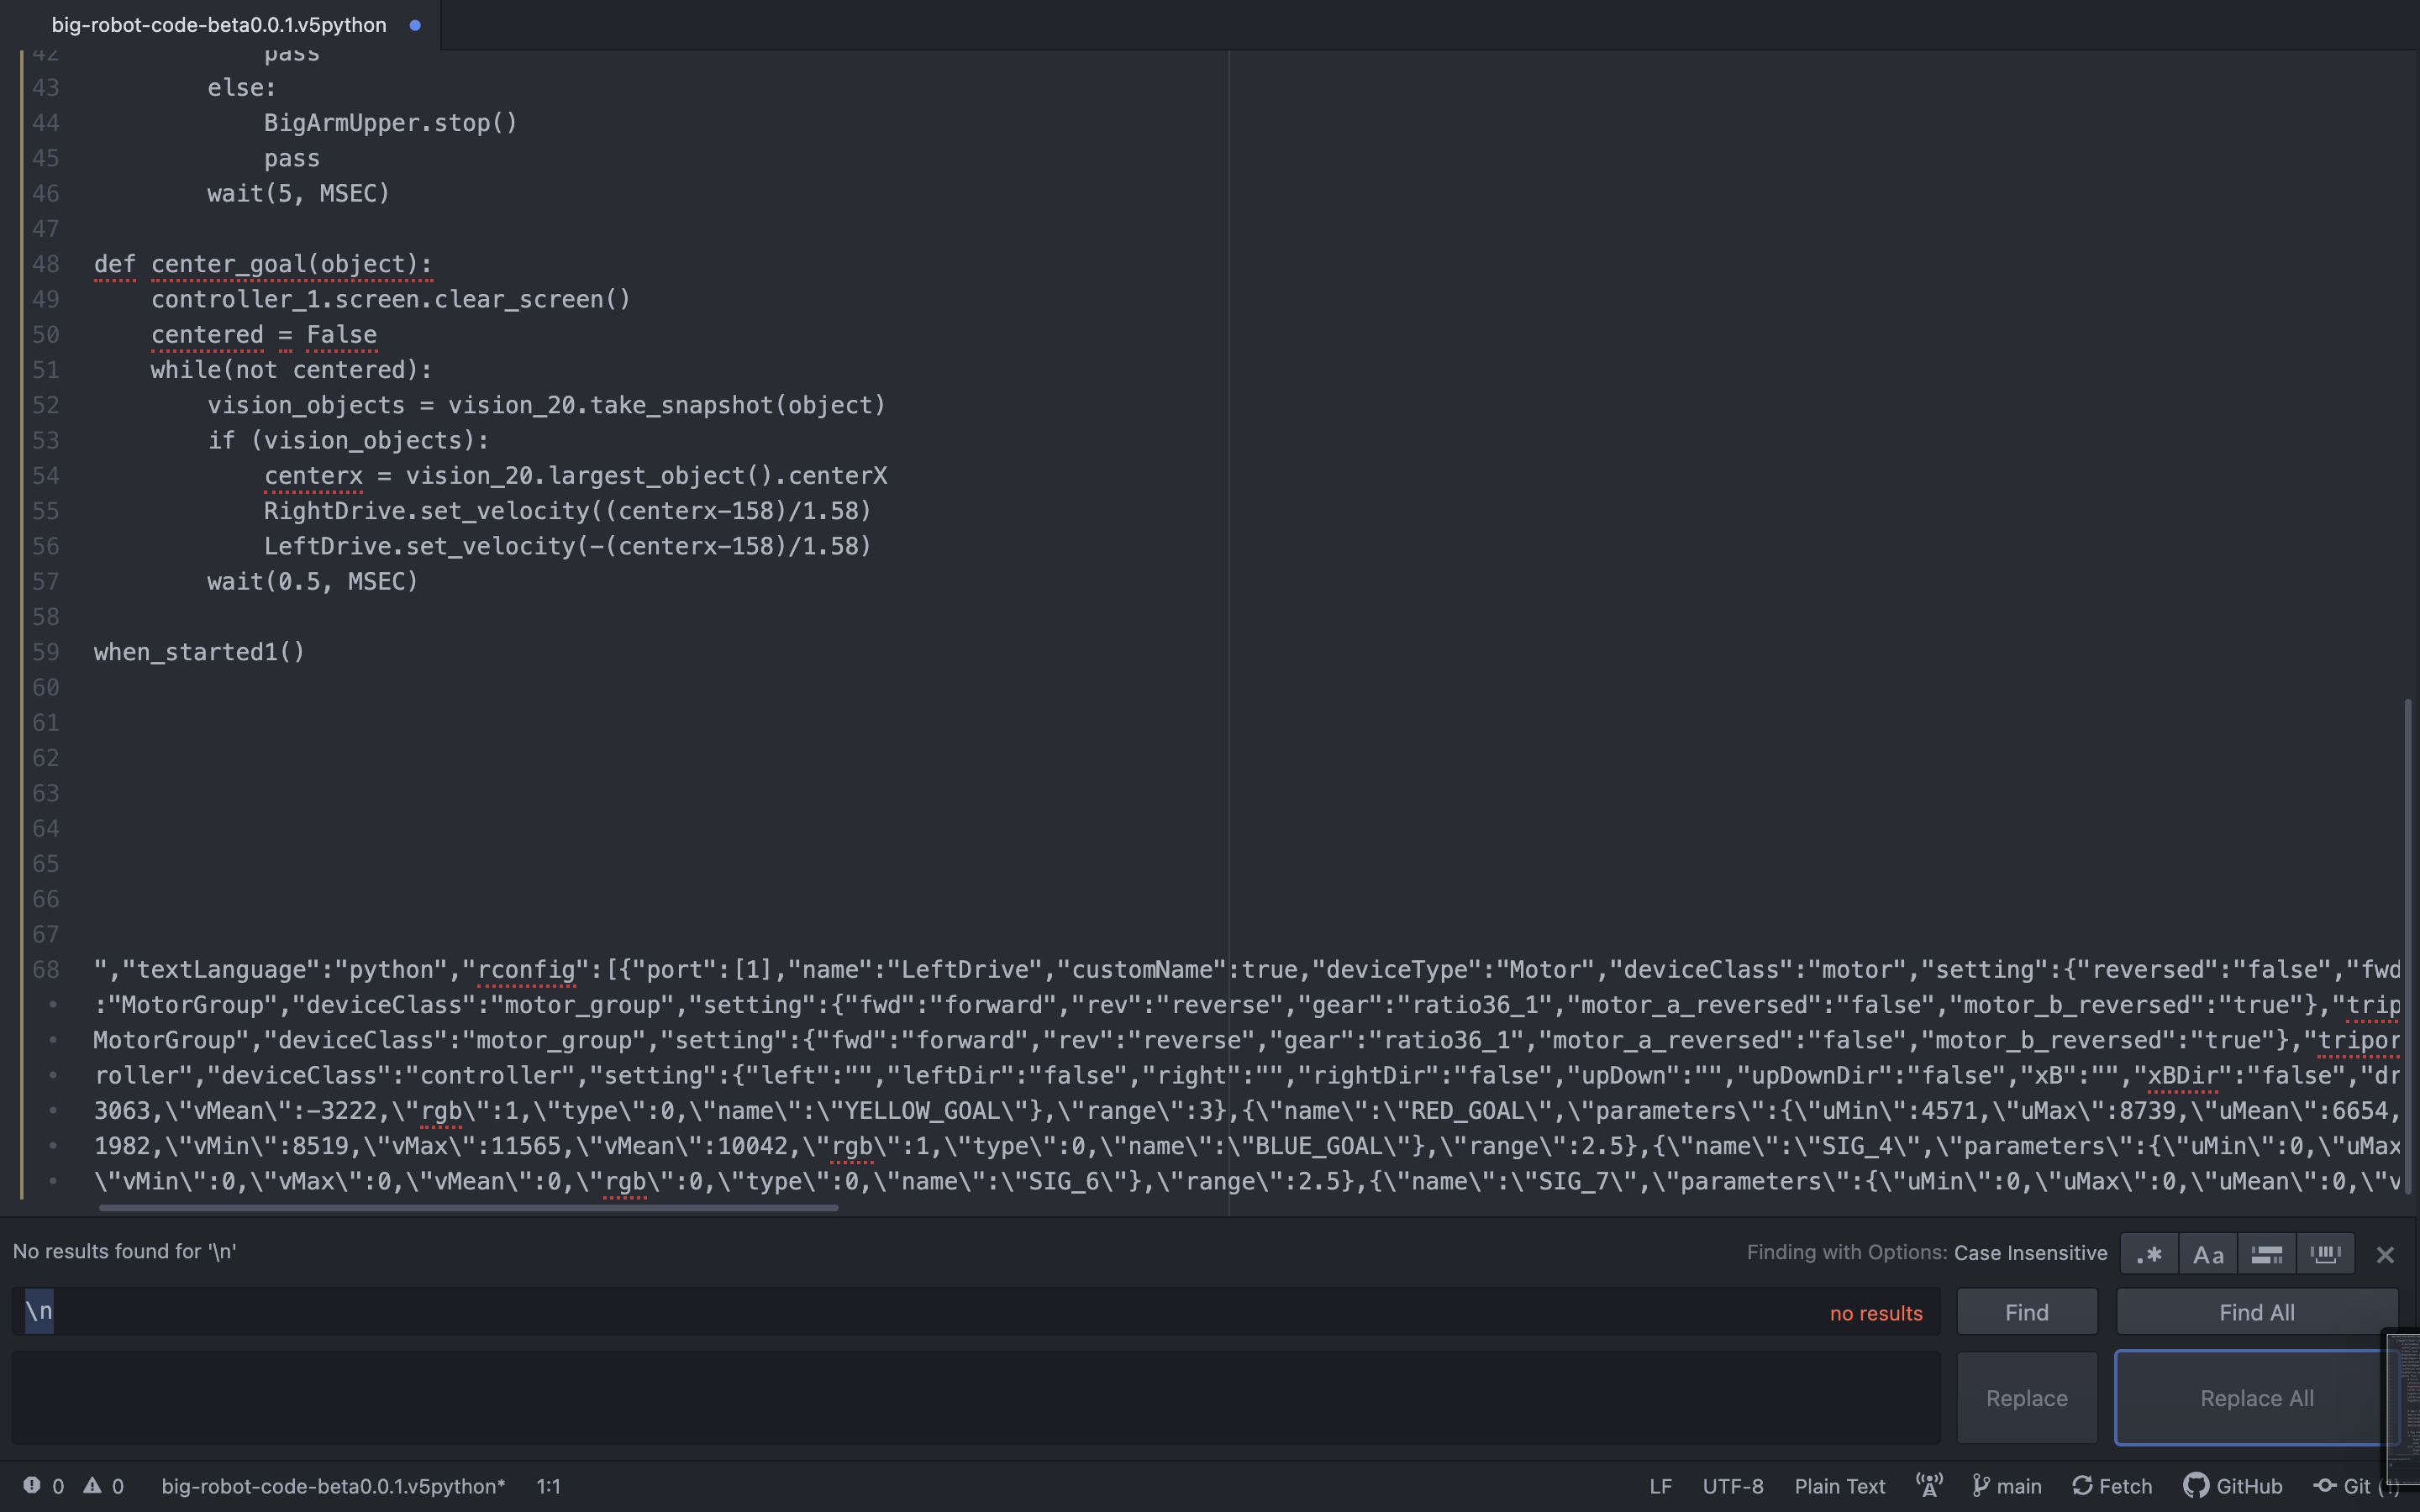 big-robot-code-beta0.0.1.v5python
42 pass
43 else:
44 BigArmUpper.stop()
45 pass
46 wait(5, MSEC)
47
48 def center_goal(object):
49 controller_1.screen.clear_screen()
50 centered = False
51 while(not centered):
52 vision_objects = vision_20.take_snapshot(object)
53 if (vision_objects):
54 centerx = vision_20.largest_object().centerX
55 RightDrive.set_velocity((centerx-158)/1.58)
56 LeftDrive.set_velocity(-(centerx-158)/1.58)
57 wait(0.5, MSEC)
58
59 when_started1()
60
61
62
63
64
65
66
67
68 ","textLanguage":"python","rconfig":[{"port":[1],"name":"LeftDrive","customName":true,"deviceType":"Motor","deviceClass":"motor","setting":{"reversed":"false","fwd
• :"MotorGroup","deviceClass":"motor_group","setting":{"fwd":"forward","rev":"reverse","gear":"ratio36_1","motor_a_reversed":"false","motor_b_reversed":"true"},"trip
• MotorGroup","deviceClass":"motor_group","setting":{"fwd":"forward","rev":"reverse","gear":"ratio36_1","motor_a_reversed":"false","motor_b_reversed":"true"},"tripor
• roller","deviceClass":"controller","setting":{"left":"","leftDir":"false","right":"","rightDir":"false","upDown":"","upDownDir":"false","xB":"","xBDir":"false","dr
• 3063,\"vMean\":-3222,\"rgb\":1,\"type\":0,\"name\":\"YELLOW_GOAL\"},\"range\":3},{\"name\":\"RED_GOAL\",\"parameters\":{\"uMin\":4571,\"uMax\":8739,\"uMean\":6654,
• 1982,\"vMin\":8519,\"vMax\":11565,\"vMean\":10042,\"rgb\":1,\"type\":0,\"name\":\"BLUE_GOAL\"},\"range\":2.5},{\"name\":\"SIG_4\",\"parameters\":{\"uMin\":0,\"uMax
• \"vMin\":0,\"vMax\":0,\"vMean\":0,\"rgb\":0,\"type\":0,\"name\":\"SIG_6\"},\"range\":2.5},{\"name\":\"SIG_7\",\"parameters\":{\"uMin\":0,\"uMax\":0,\"uMean\":0,\"v
No results found for '\n' Finding with Options: Case Insensitive .* Aa
\n no results Find Find All
Replace Replace All
0 0 big-robot-code-beta0.0.1.v5python* 1:1 LF UTF-8 Plain Text main Fetch GitHub Git (1)